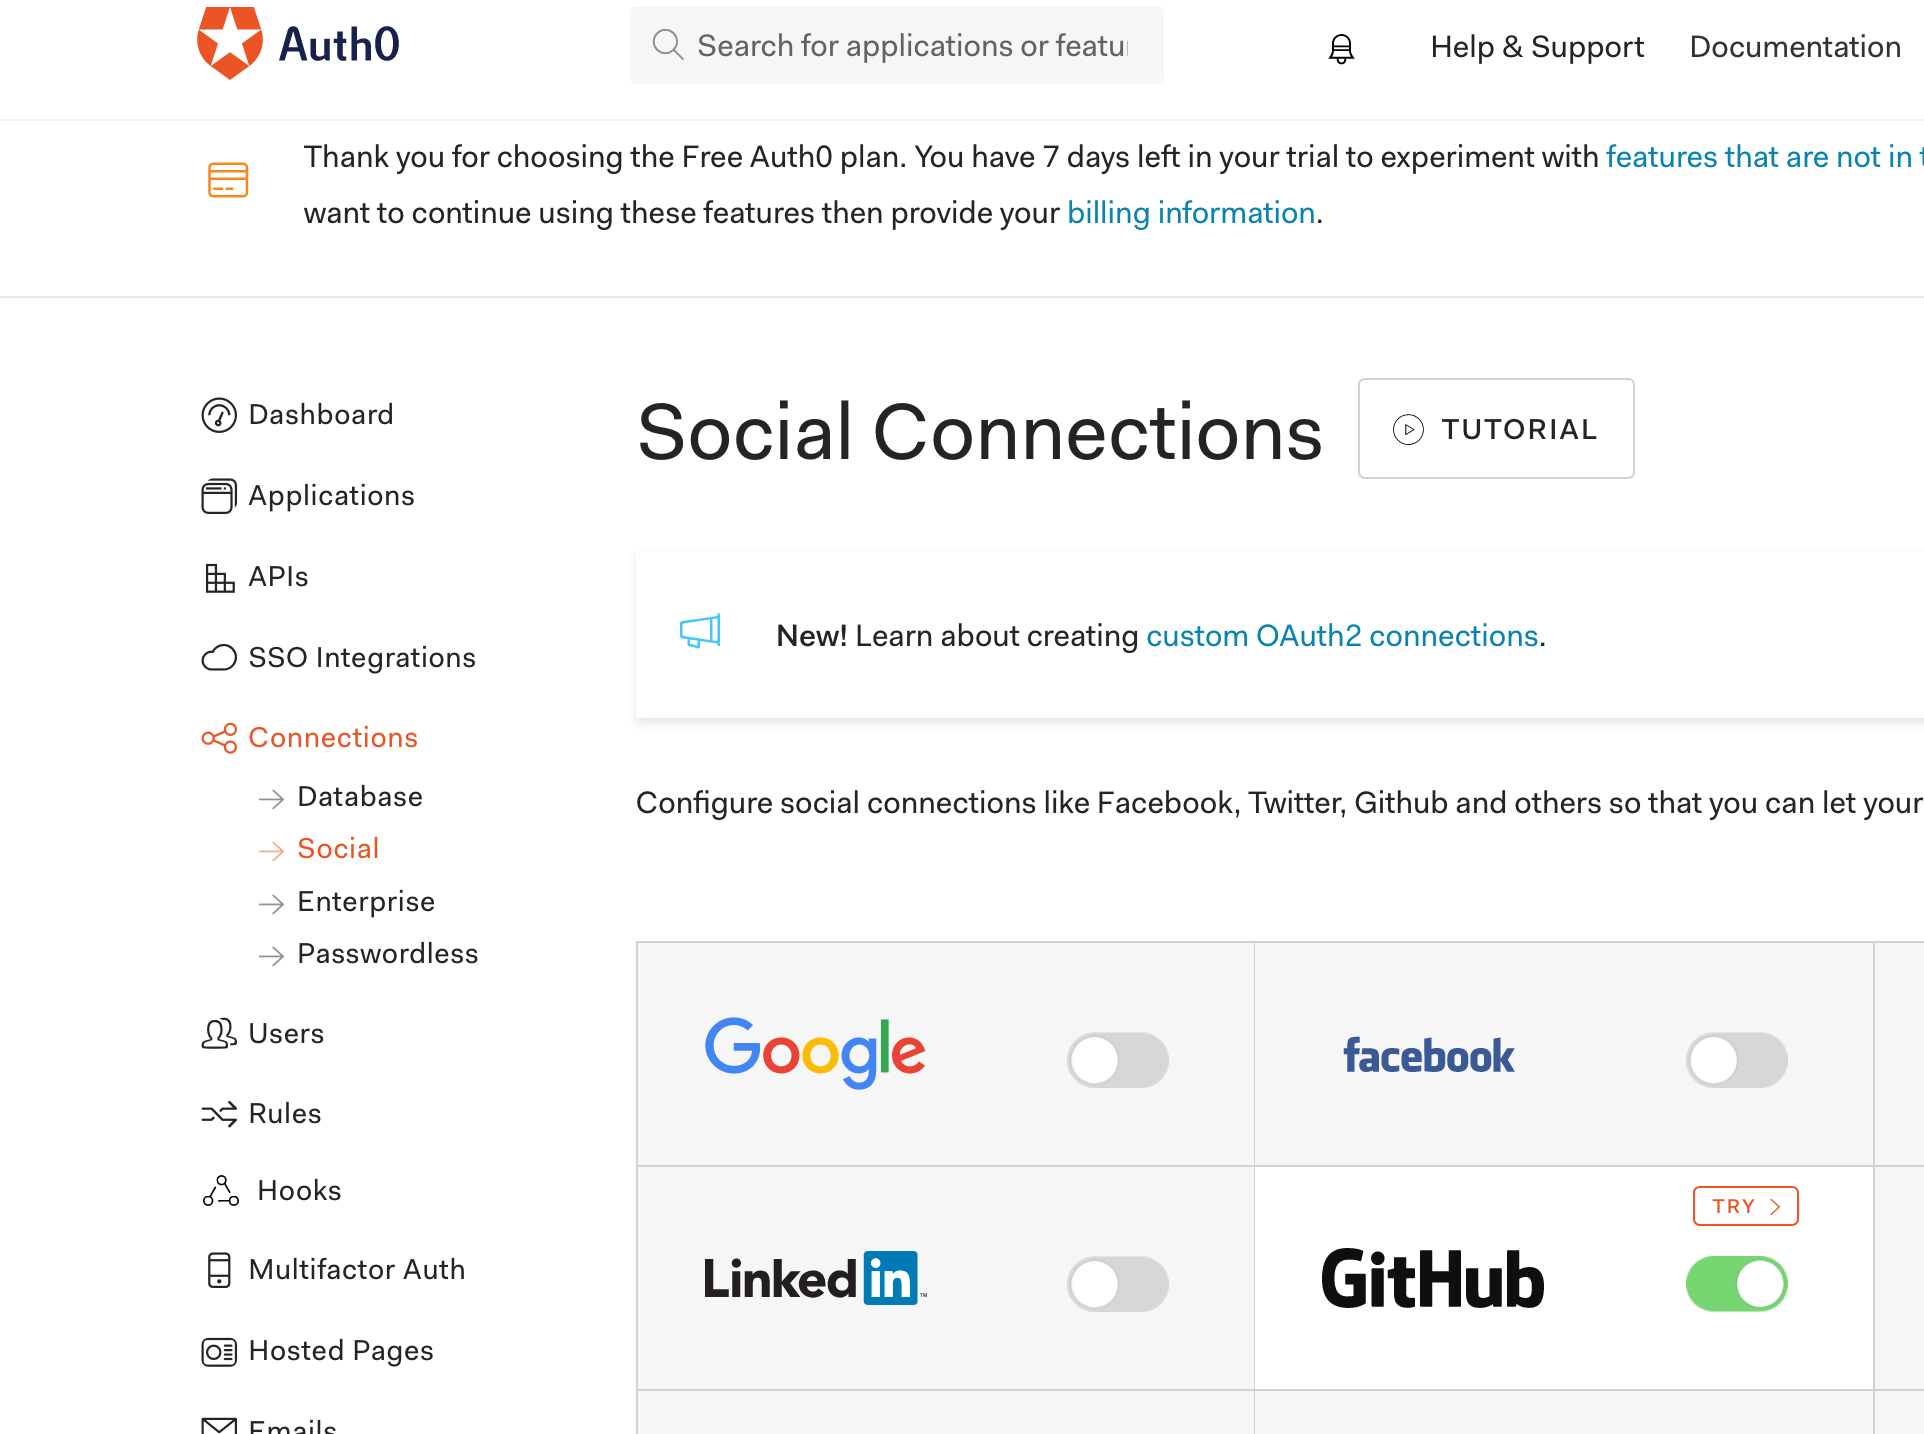 Auth0
Search for applications or featu
Help & Support
Documentation
Thank you for choosing the Free Auth0 plan. You have 7 days left in your trial to experiment with features that are not in
want to continue using these features then provide your billing information.
Dashboard
Applications
APIs
SSO Integrations
Connections
Database
Social
Enterprise
Passwordless
Users
Rules
Hooks
Multifactor Auth
Hosted Pages
Emails
Social Connections
TUTORIAL
New! Learn about creating custom OAuth2 connections.
Configure social connections like Facebook, Twitter, Github and others so that you can let your
Google
facebook
LinkedIn™
TRY
GitHub